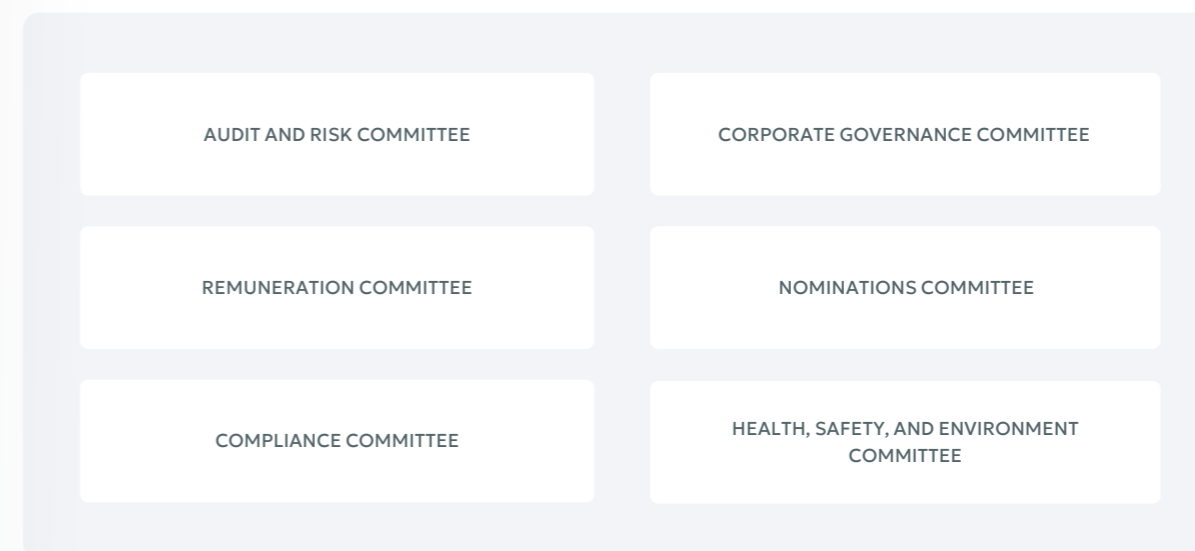 AUDIT AND RISK COMMITTEE
CORPORATE GOVERNANCE COMMITTEE
REMUNERATION COMMITTEE
NOMINATIONS COMMITTEE
COMPLIANCE COMMITTEE
HEALTH, SAFETY, AND ENVIRONMENT
COMMITTEE